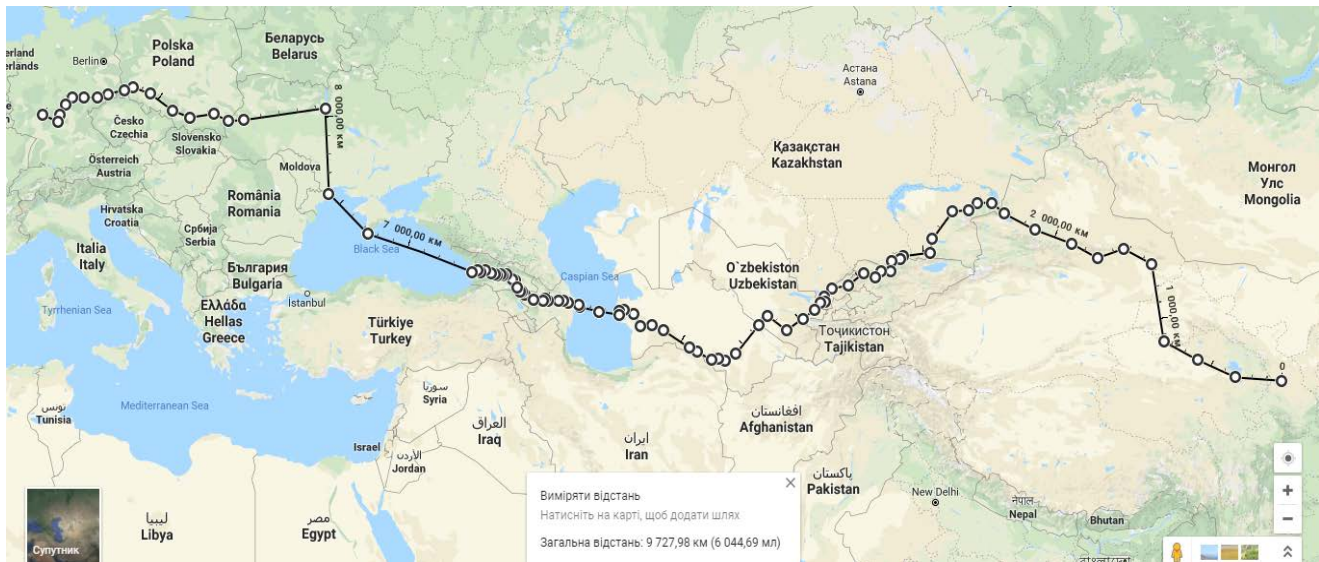 Polska
Poland
Беларусь
Belarus
erland
erlands
Berlin
Česko
Czechia
Slovensko
Slovakia
Österreich
Austria
Moldova
România
Romania
Hrvatska
Croatia
Србија
Serbia
Italia
Italy
България
Bulgaria
Ελλάδα
Hellas
Greece
İstanbul
Türkiye
Turkey
Black Sea
Caspian Sea
Tyrrhenian Sea
Mediterranean Sea
8 000,00 км
7 000,00 км
2 000,00 км
1 000,00 км
0
Астана
Astana
Қазақстан
Kazakhstan
Монгол
Улс
Mongolia
O`zbekiston
Uzbekistan
Тоҷикистон
Tajikistan
تونس
Tunisia
ليبيا
Libya
مصر
Egypt
Israel
الأردن
Jordan
سوريا
Syria
العراق
Iraq
ایران
Iran
افغانستان
Afghanistan
پاکستان
Pakistan
New Delhi
नेपाल
Nepal
Bhutan
Супутник
Виміряти відстань
Натисніть на карті, щоб додати шлях
Загальна відстань: 9 727,98 км (6 044,69 мл)